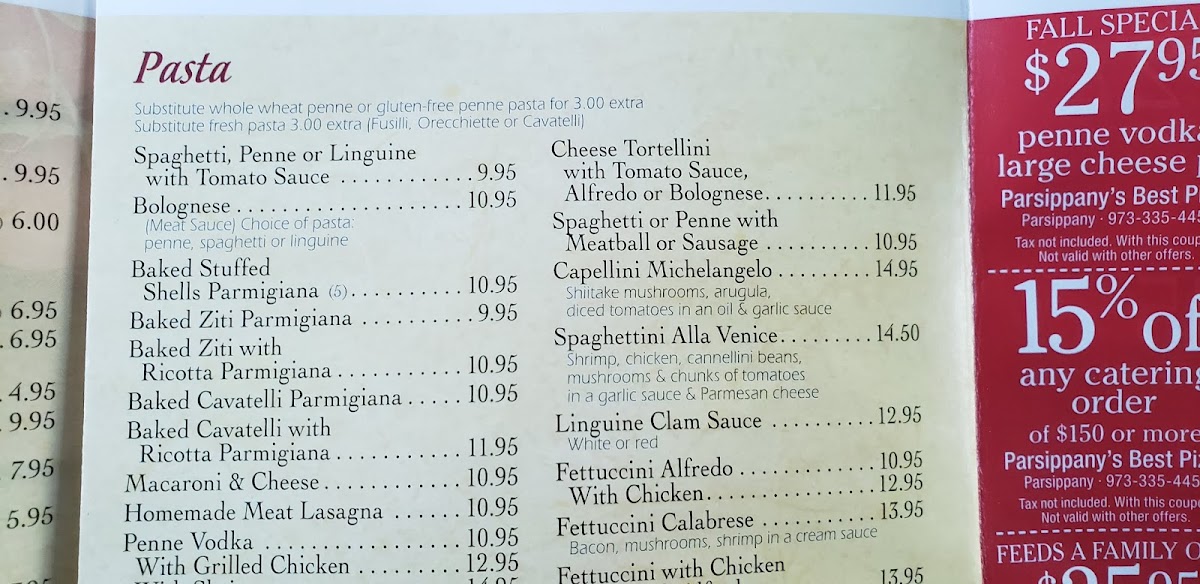 . 9.95
. 9.95
6.00
6.95
. 6.95
. 4.95
. 9.95
. 7.95
5.95
Pasta
Substitute whole wheat penne or gluten-free penne pasta for 3.00 extra
Substitute fresh pasta 3.00 extra (Fusilli, Orecchiette or Cavatelli)
Spaghetti, Penne or Linguine
with Tomato Sauce . . . . . . . . . . . . . 9.95
Bolognese . . . . . . . . . . . . . . . . . . . . . . 10.95
(Meat Sauce) Choice of pasta:
penne, spaghetti or linguine
Baked Stuffed
Shells Parmigiana (5). . . . . . . . . . . 10.95
Baked Ziti Parmigiana . . . . . . . . . . 9.95
Baked Ziti with
Ricotta Parmigiana . . . . . . . . . . . . 10.95
Baked Cavatelli Parmigiana . . . . . 10.95
Baked Cavatelli with
Ricotta Parmigiana . . . . . . . . . . . . 11.95
Macaroni & Cheese . . . . . . . . . . . . . 10.95
Homemade Meat Lasagna . . . . . . 10.95
Penne Vodka . . . . . . . . . . . . . . . . . . 10.95
With Grilled Chicken . . . . . . . . . . 12.95
Cheese Tortellini
with Tomato Sauce,
Alfredo or Bolognese. . . . . . . . . . 11.95
Spaghetti or Penne with
Meatball or Sausage . . . . . . . . . . 10.95
Capellini Michelangelo . . . . . . . . . 14.95
Shiitake mushrooms, arugula,
diced tomatoes in an oil & garlic sauce
Spaghettini Alla Venice . . . . . . . . . 14.50
Shrimp, chicken, cannellini beans,
mushrooms & chunks of tomatoes
in a garlic sauce & Parmesan cheese
Linguine Clam Sauce . . . . . . . . . . 12.95
White or red
Fettuccini Alfredo . . . . . . . . . . . . . . 10.95
With Chicken. . . . . . . . . . . . . . . . . 12.95
Fettuccini Calabrese . . . . . . . . . . . 13.95
Bacon, mushrooms, shrimp in a cream sauce
Fettuccini with Chicken
13.95
FALL SPECIA
$27.95
penne vodka
large cheese p
Parsippany's Best Pi
Parsippany · 973-335-445
Tax not included. With this coup
Not valid with other offers.
15% of
any catering
order
of $150 or more
Parsippany's Best Piz
Parsippany · 973-335-445
Tax not included. With this coup
Not valid with other offers.
FEEDS A FAMILY O